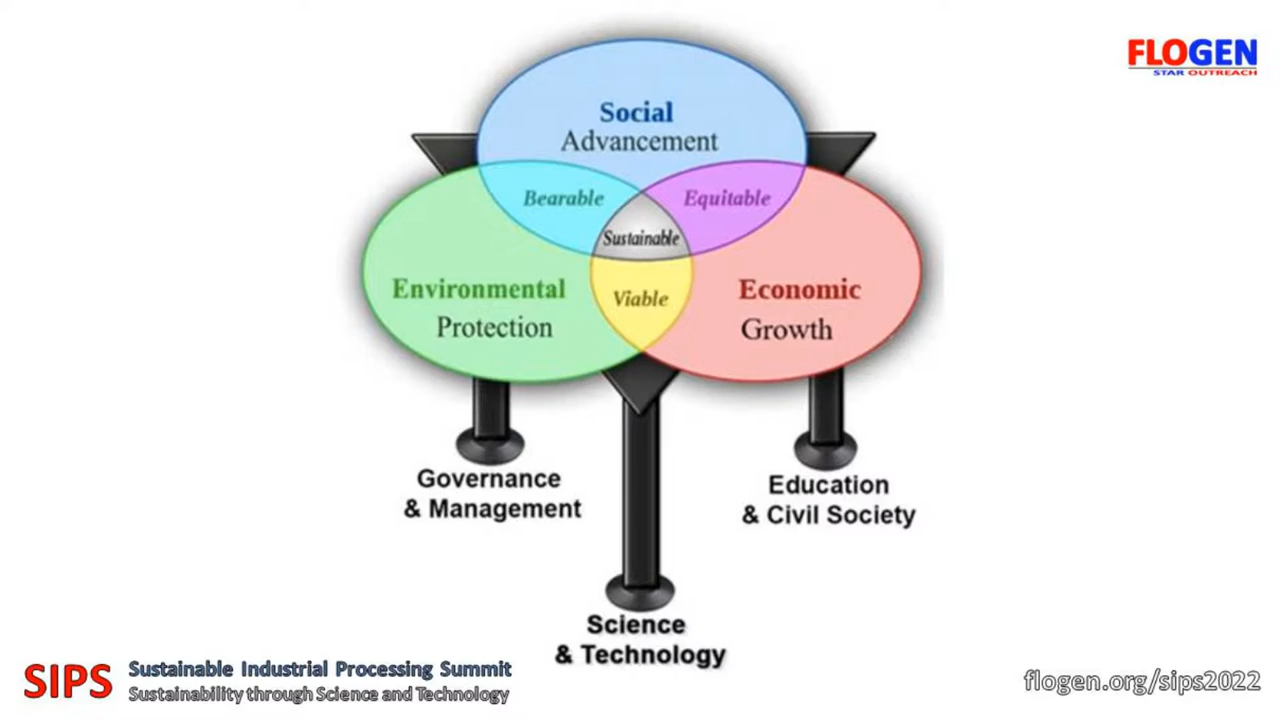 FLOGEN
STAR OUTREACH
Social
Advancement
Bearable
Equitable
Sustainable
Environmental
Protection
Viable
Economic
Growth
Governance
& Management
Education
& Civil Society
Science
& Technology
SIPS
Sustainable Industrial Processing Summit
Sustainability through Science and Technology
flogen.org/sips2022